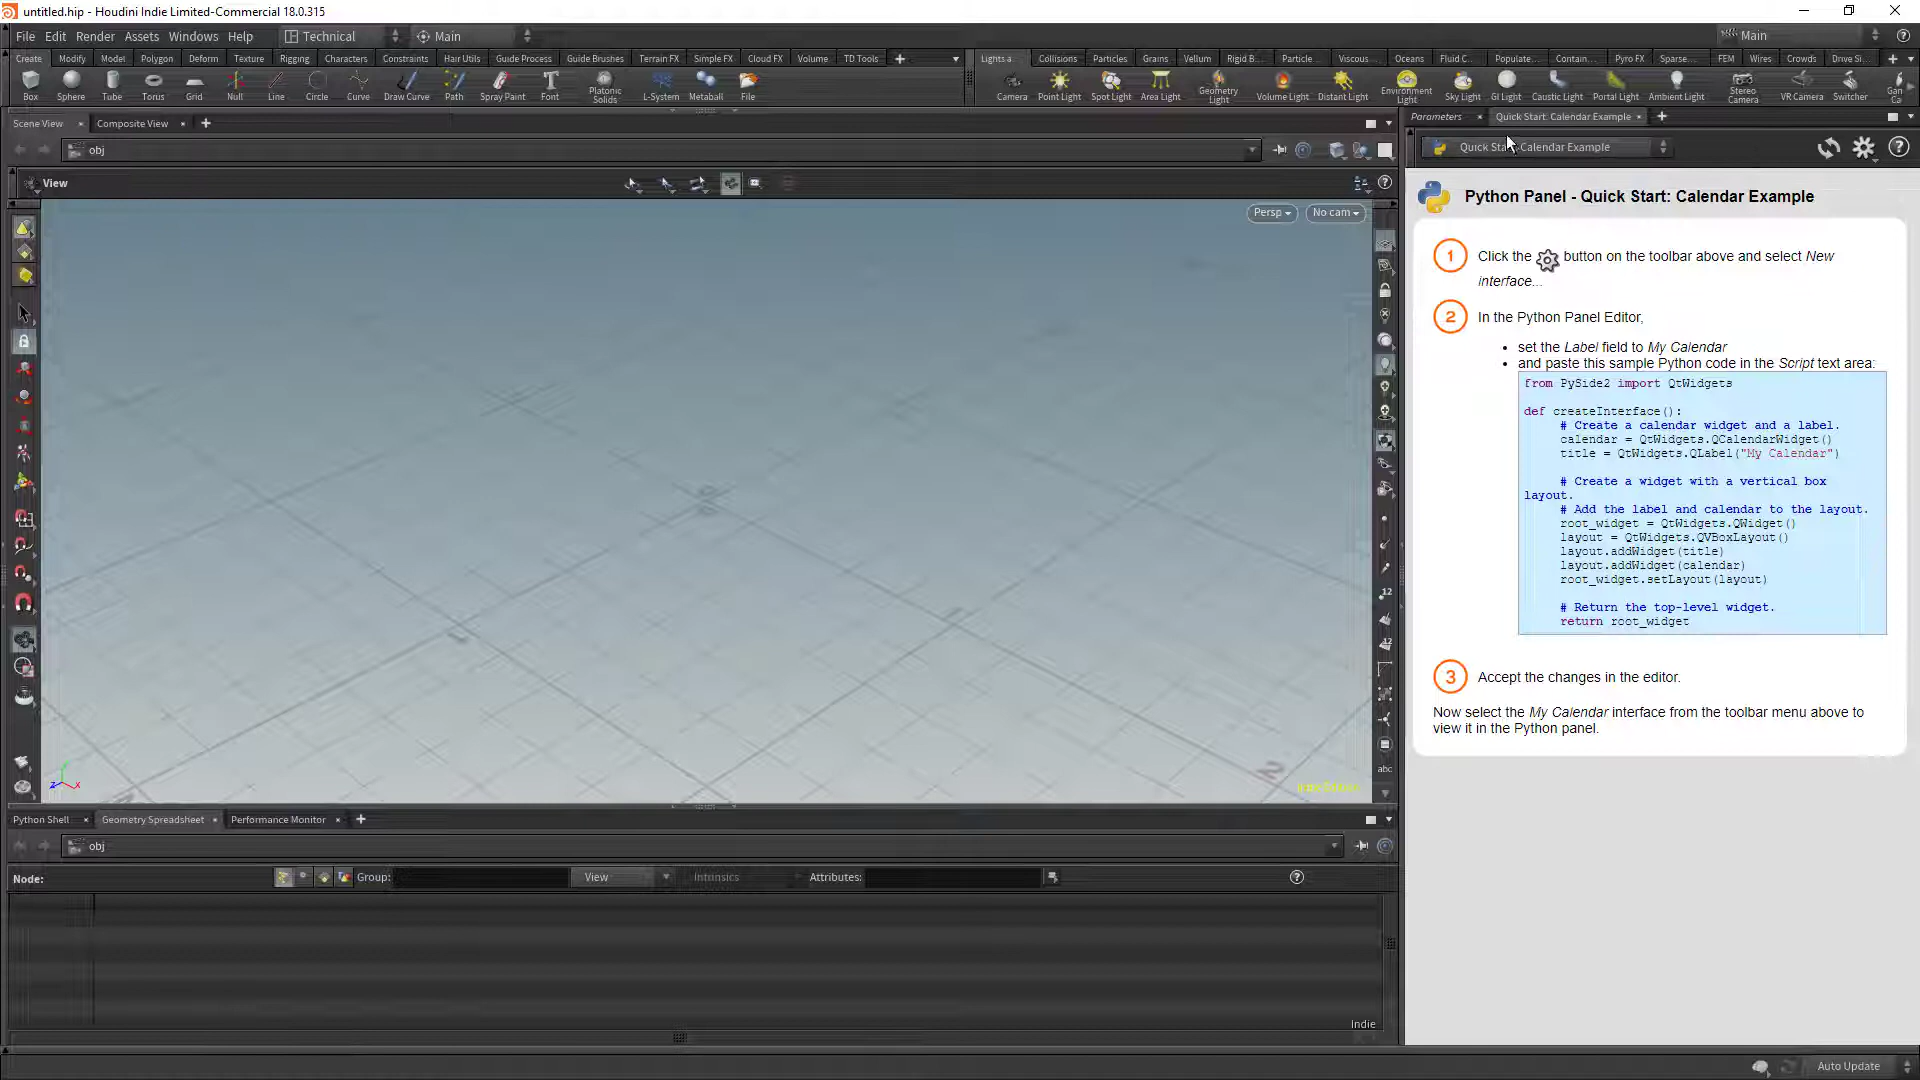 untitled.hip - Houdini Indie Limited-Commercial 18.0.315
File Edit Render Assets Windows Help Technical Main Main
Create Modify Model Polygon Deform Texture Rigging Characters Constraints Hair Utils Guide Process Guide Brushes Terrain FX Simple FX Cloud FX Volume TD Tools
Lights a... Collisions Particles Grains Vellum Rigid B... Particle Viscous... Oceans Fluid C... Populate... Contain... Pyro FX Sparse... FEM Wires Crowds Drive Si...
Box Sphere Tube Torus Grid Null Line Circle Curve Draw Curve Path Spray Paint Font Platonic Solids L-System Metaball File
Camera Point Light Spot Light Area Light Geometry Light Volume Light Distant Light Environment Light Sky Light GI Light Caustic Light Portal Light Ambient Light Stereo Camera VR Camera Switcher
Scene View Composite View
Parameters Quick Start: Calendar Example
obj
Calendar Example
View
Persp No cam
Python Panel - Quick Start: Calendar Example
1 Click the button on the toolbar above and select New
interface...
2 In the Python Panel Editor,
• set the Label field to My Calendar
• and paste this sample Python code in the Script text area:
from PySide2 import QtWidgets
def createInterface():
# Create a calendar widget and a label.
calendar = QtWidgets.QCalendarWidget()
title = QtWidgets.QLabel("My Calendar")
# Create a widget with a vertical box
layout.
# Add the label and calendar to the layout.
root_widget = QtWidgets.QWidget()
layout = QtWidgets.QVBoxLayout()
layout.addWidget(title)
layout.addWidget(calendar)
root_widget.setLayout(layout)
# Return the top-level widget.
return root_widget
3 Accept the changes in the editor.
Now select the My Calendar interface from the toolbar menu above to
view it in the Python panel.
abc
Python Shell Geometry Spreadsheet Performance Monitor
obj
Node: Group: View Intrinsics Attributes:
Indie
Auto Update